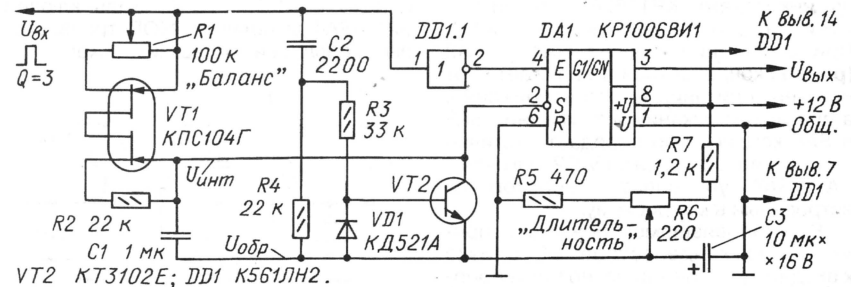 Uвх
Q=3
R1
100 к
„Баланс”
VT1
КПС104Г
R2 22 к
C1 1 мк
Uинт
Uобр
C2
2200
R3
33 к
R4
22 к
VD1
КД521А
VT2
DD1.1
1
1
2
DA1
КР1006ВИ1
4
2
6
E
S
R
G1/GN
+U
-U
3
8
1
К выв. 14
DD1
Uвых
+12 В
Общ.
R7
1,2 к
К выв. 7
DD1
R5 470
R6
220
„Длитель-
ность”
C3
10 мк×
×16 В
+
VT2 КТ3102Е; DD1 К561ЛН2.